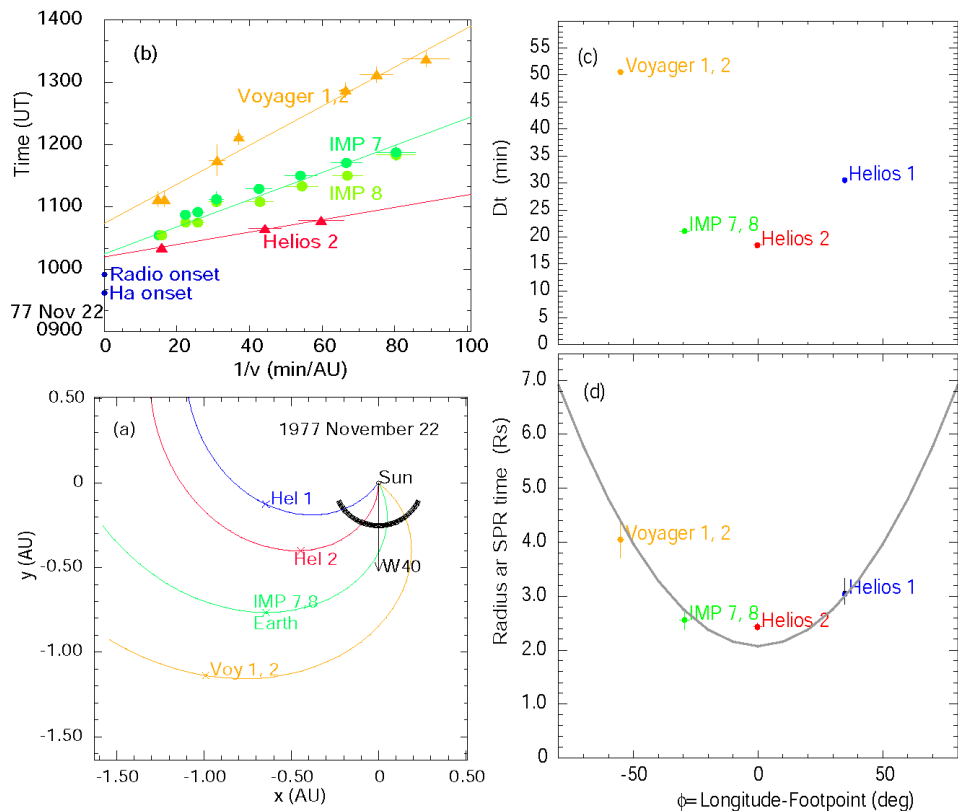 (b)
1400
1300
1200
1100
1000
0900
Time (UT)
Voyager 1,2
IMP 7
IMP 8
Helios 2
Radio onset
Ha onset
77 Nov 22
20 40 60 80 100
1/v (min/AU)
(c)
55
50
45
40
35
30
25
20
15
10
5
0
Dt (min)
Voyager 1, 2
Helios 1
IMP 7, 8
Helios 2
(a)
1977 November 22
0.50
0
-0.50
-1.00
-1.50
y (AU)
Sun
Hel 1
Hel 2
W40
IMP 7,8
Earth
Voy 1, 2
-1.50 -1.00 -0.50 0 0.50
x (AU)
(d)
7.0
6.0
5.0
4.0
3.0
2.0
1.0
0
Radius ar SPR time (Rs)
Voyager 1, 2
Helios 1
IMP 7, 8
Helios 2
-50 0 50
ϕ= Longitude-Footpoint (deg)